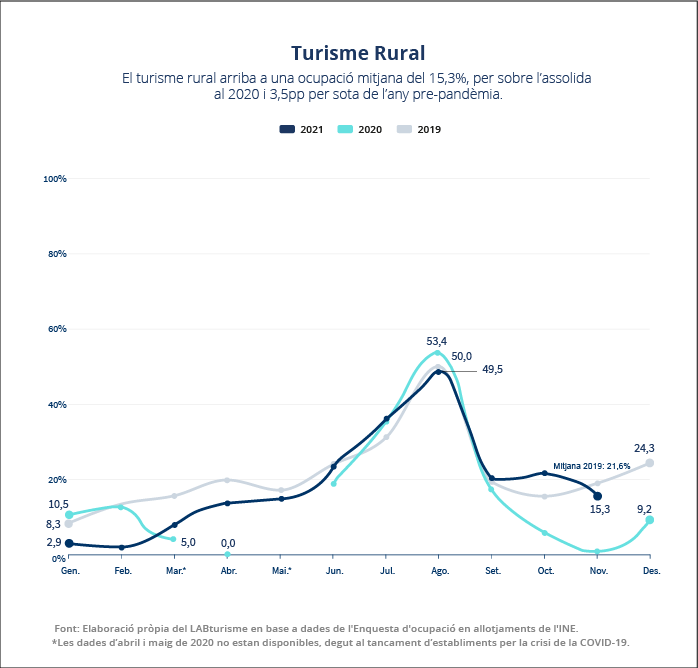 Turisme Rural
El turisme rural arriba a una ocupació mitjana del 15,3%, per sobre l'assolida
al 2020 i 3,5pp per sota de l'any pre-pandèmia.
2021 2020 2019
100%
80%
60%
53,4
50,0
49,5
40%
24,3
Mitjana 2019: 21,6%
20%
10,5
15,3
9,2
8,3
2,9
5,0
0,0
0%
Gen. Feb. Mar.* Abr. Mai.* Jun. Jul. Ago. Set. Oct. Nov. Des.
Font: Elaboració pròpia del LABturisme en base a dades de l'Enquesta d'ocupació en allotjaments de l'INE.
*Les dades d'abril i maig de 2020 no estan disponibles, degut al tancament d'establiments per la crisi de la COVID-19.